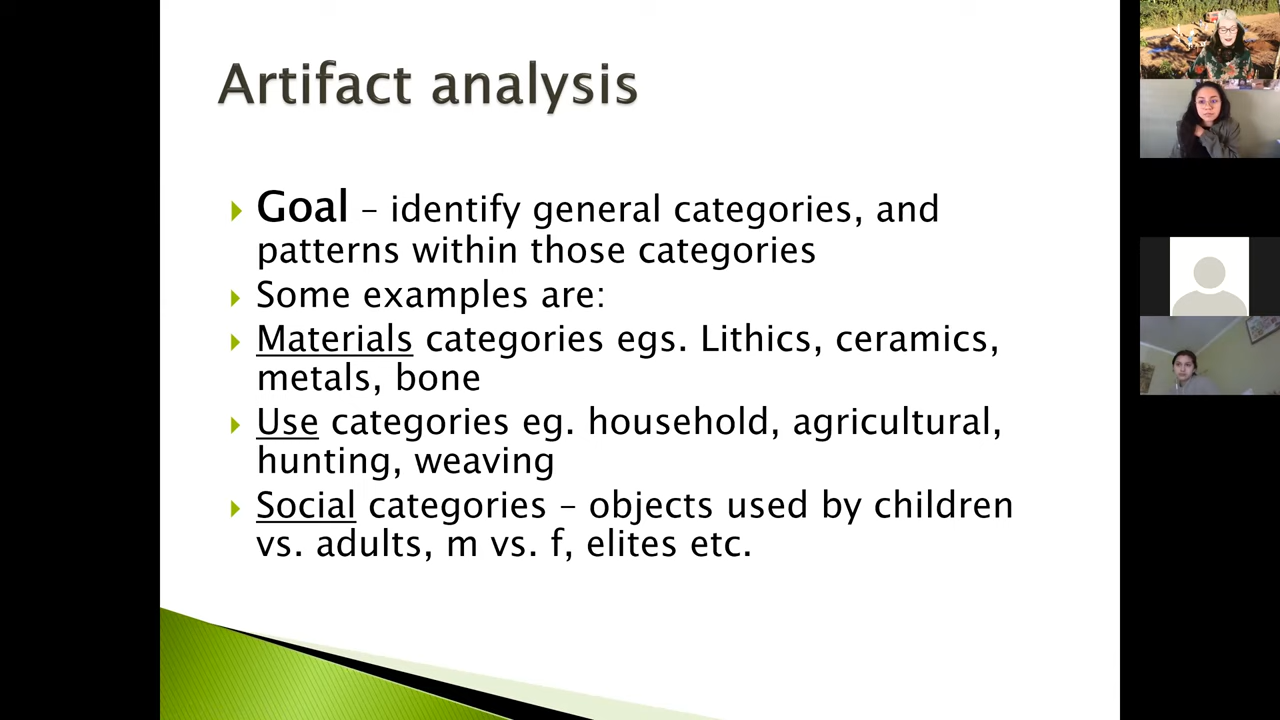 Artifact analysis
Goal – identify general categories, and
patterns within those categories
Some examples are:
Materials categories egs. Lithics, ceramics,
metals, bone
Use categories eg. household, agricultural,
hunting, weaving
Social categories – objects used by children
vs. adults, m vs. f, elites etc.